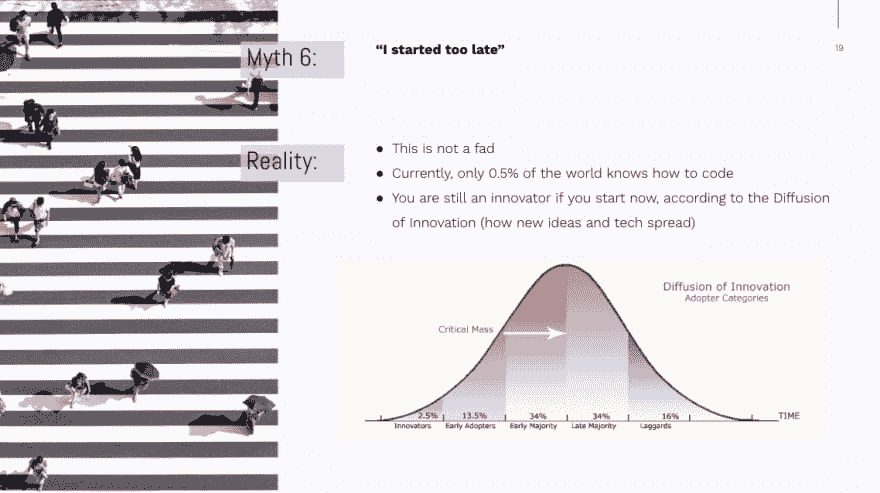 Myth 6:
“I started too late”
19
Reality:
● This is not a fad
● Currently, only 0.5% of the world knows how to code
● You are still an innovator if you start now, according to the Diffusion
of Innovation (how new ideas and tech spread)
Diffusion of Innovation
Adopter Categories
Critical Mass
2.5% 13.5% 34% 34% 16% TIME
Innovators Early Adopters Early Majority Late Majority Laggards